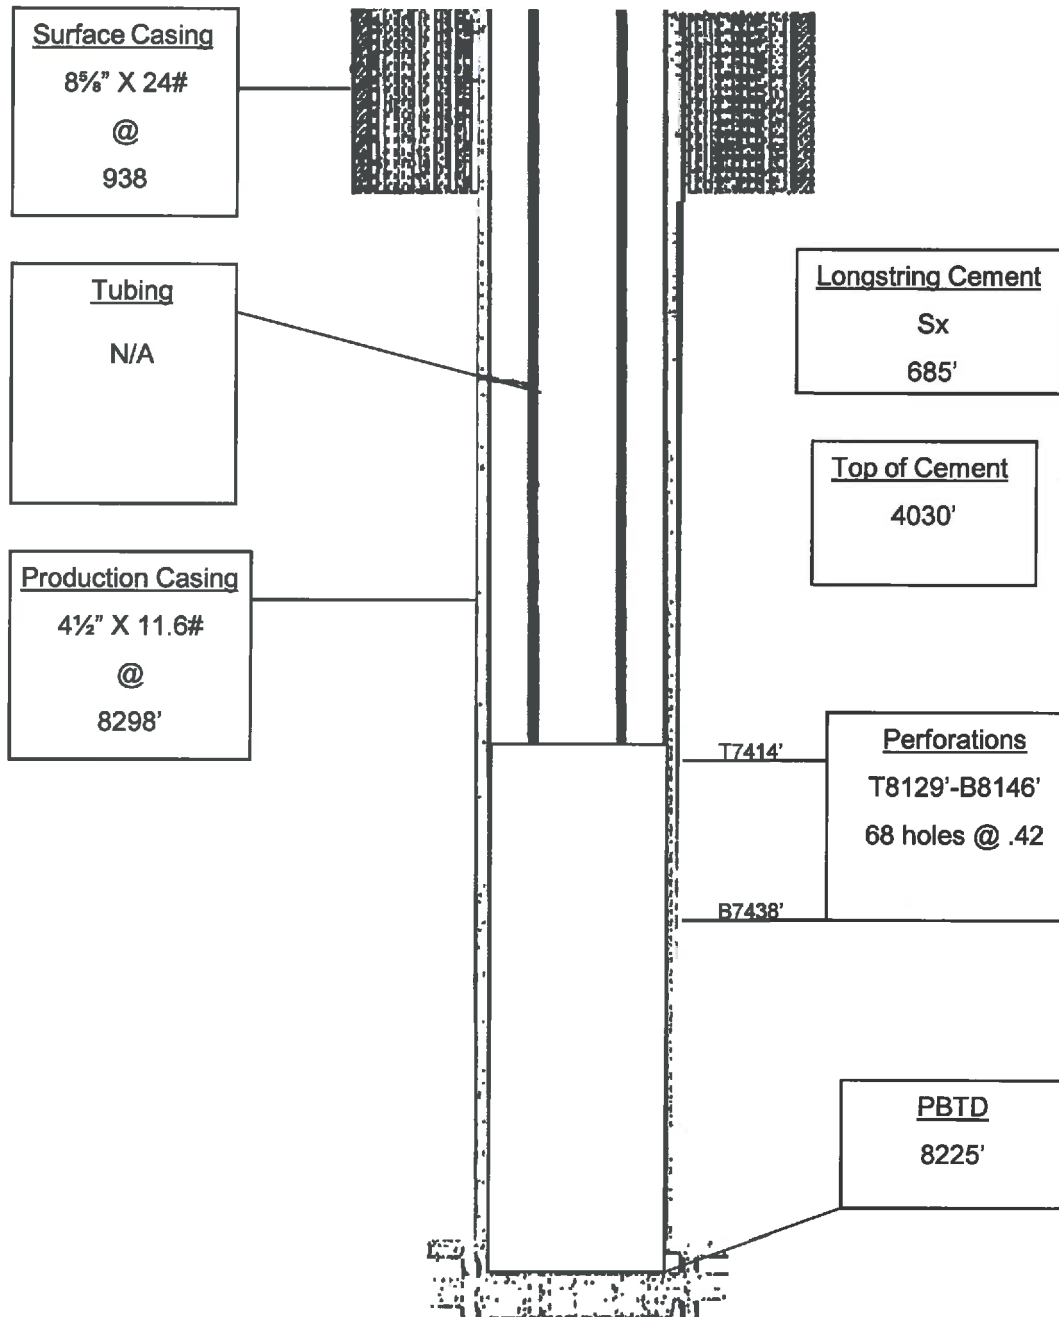 Surface Casing
8⅝” X 24#
@
938
Tubing
N/A
Production Casing
4½” X 11.6#
@
8298’
Longstring Cement
Sx
685’
Top of Cement
4030’
T7414’
B7438’
Perforations
T8129’-B8146’
68 holes @ .42
PBTD
8225’